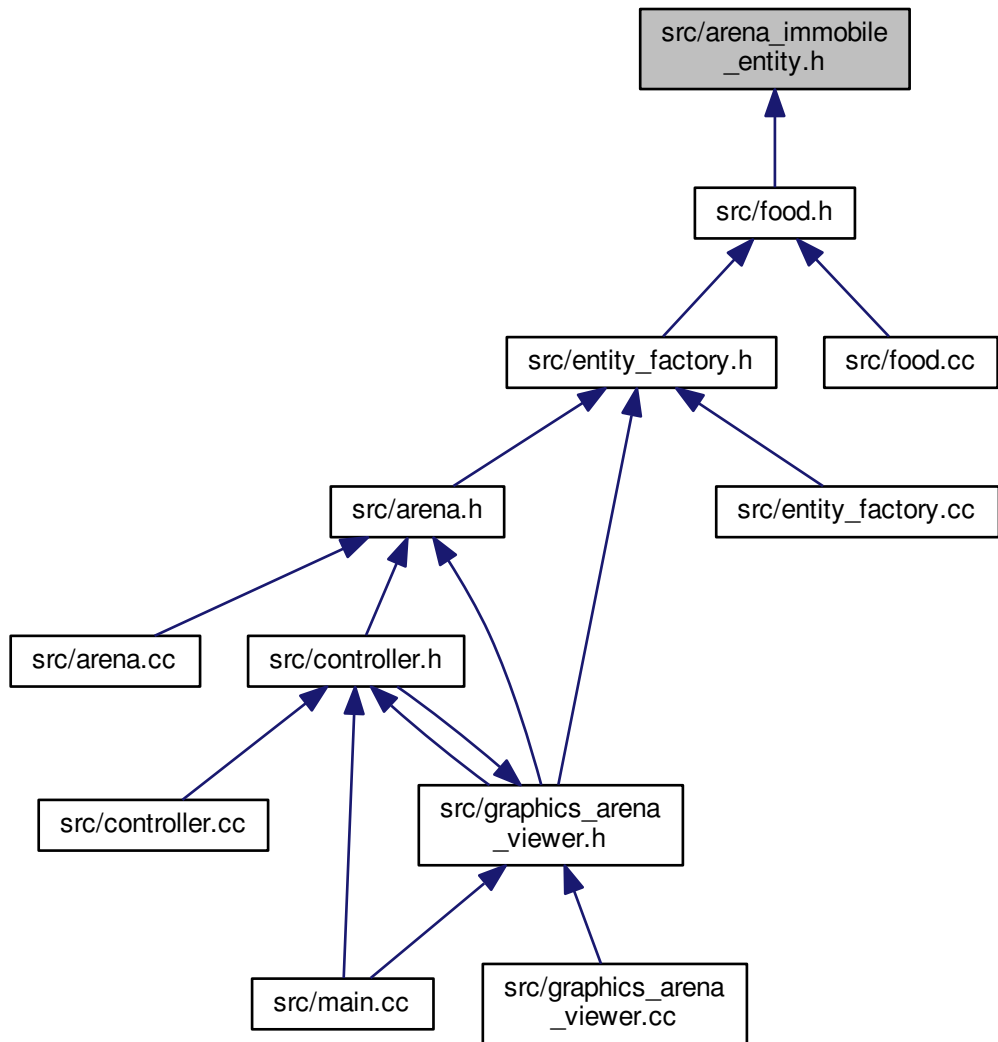 src/arena_immobile
_entity.h
src/food.h
src/entity_factory.h
src/food.cc
src/arena.h
src/entity_factory.cc
src/arena.cc
src/controller.h
src/controller.cc
src/graphics_arena
_viewer.h
src/main.cc
src/graphics_arena
_viewer.cc